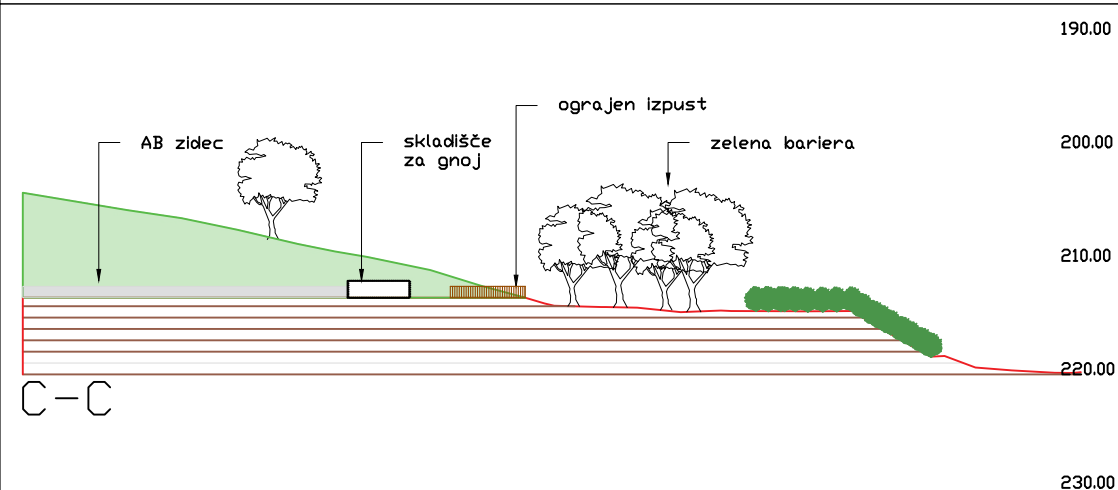 190.00
ograjen izpust
AB zidec
skladišče
za gnoj
zelena bariera
200.00
210.00
220.00
C-C
230.00